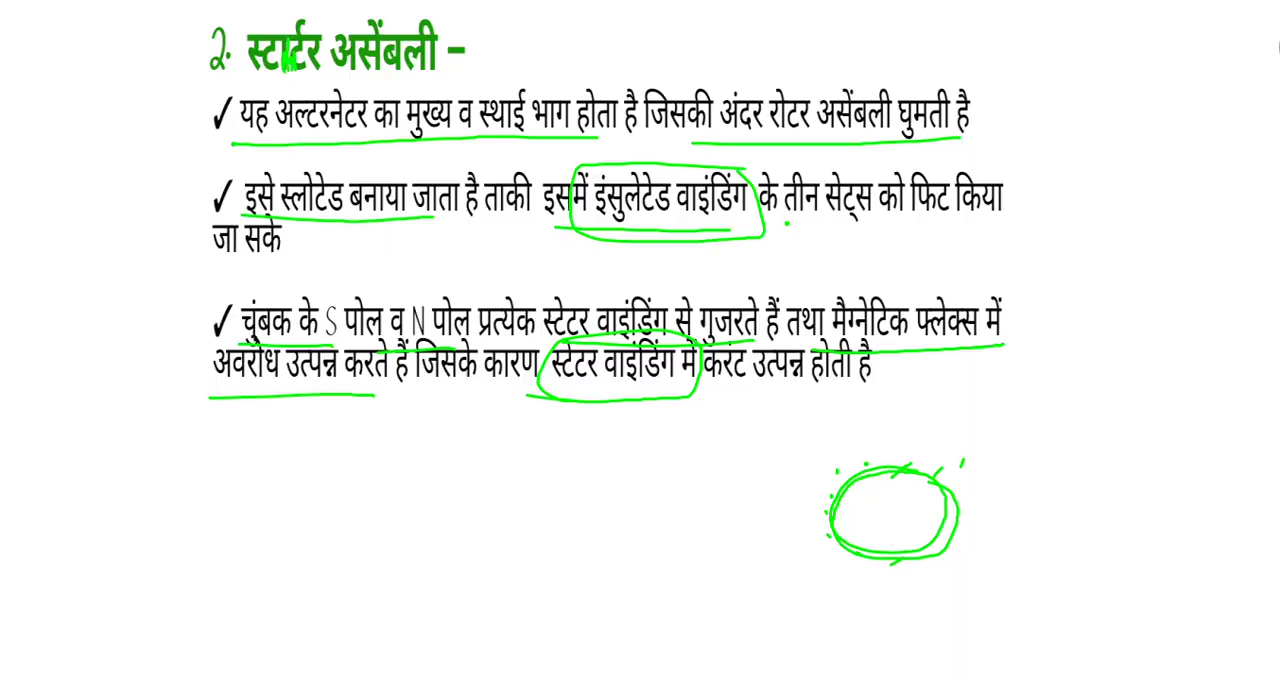 2. स्टार्टर असेंबली –
✓ यह अल्टरनेटर का मुख्य व स्थाई भाग होता है जिसकी अंदर रोटर असेंबली घुमती है
✓ इसे स्लोटेड बनाया जाता है ताकी इसमें इंसुलेटेड वाइंडिंग के तीन सेट्स को फिट किया
जा सके
✓ चुंबक के S पोल व N पोल प्रत्येक स्टेटर वाइंडिंग से गुजरते हैं तथा मैग्नेटिक फ्लेक्स में
अवरोध उत्पन्न करते हैं जिसके कारण स्टेटर वाइंडिंग में करंट उत्पन्न होती है